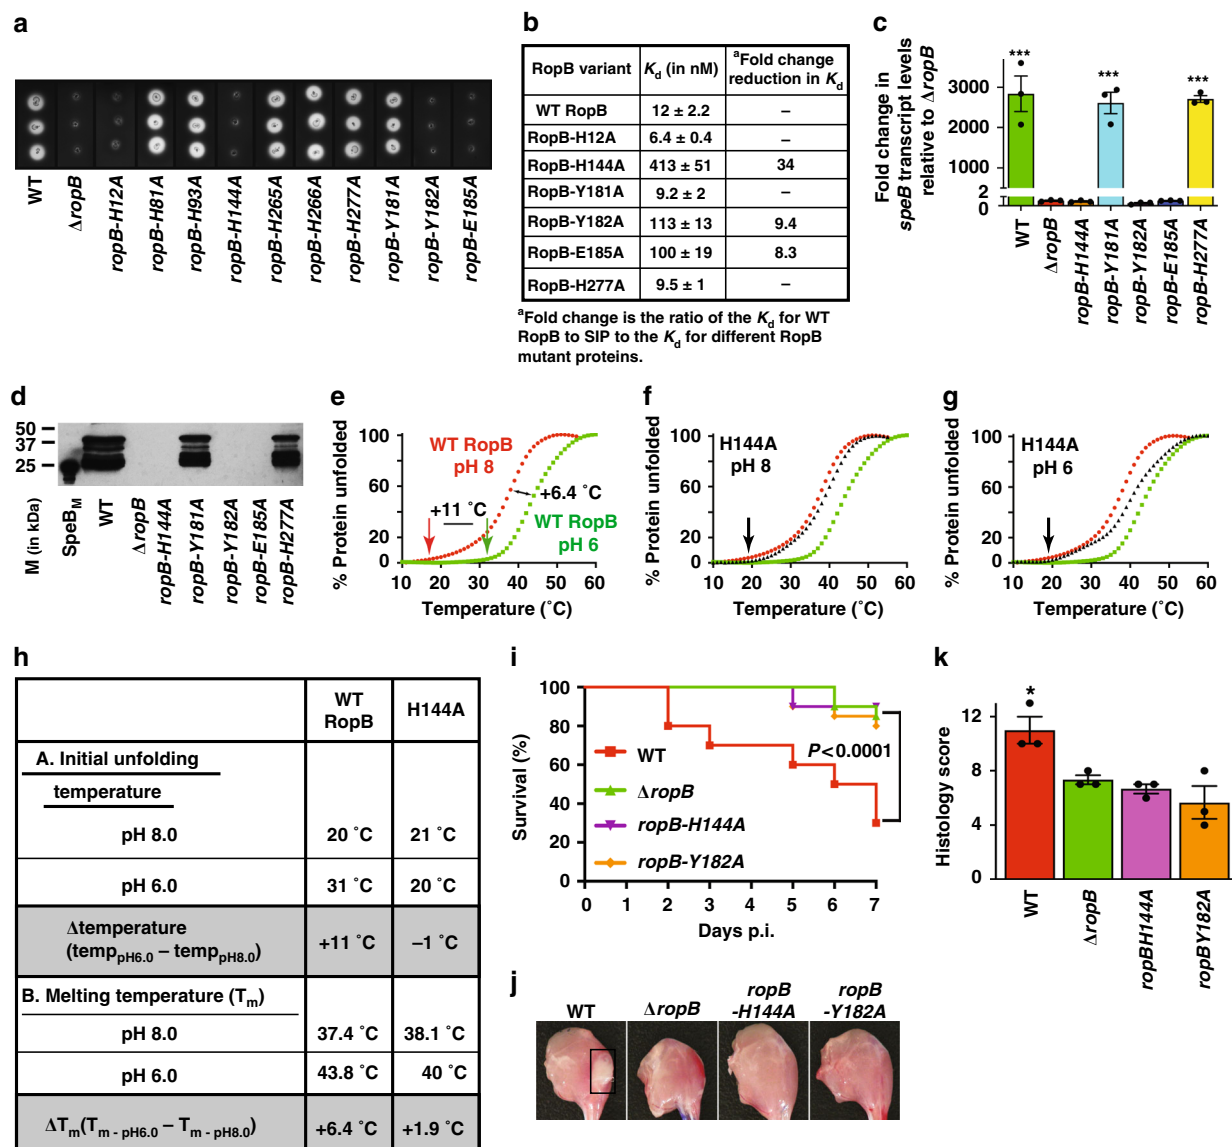 a
WT
ΔropB
ropB-H12A
ropB-H81A
ropB-H93A
ropB-H144A
ropB-H265A
ropB-H266A
ropB-H277A
ropB-Y181A
ropB-Y182A
ropB-E185A
b
RopB variant Kd (in nM) aFold change reduction in Kd
WT RopB 12 ± 2.2 –
RopB-H12A 6.4 ± 0.4 –
RopB-H144A 413 ± 51 34
RopB-Y181A 9.2 ± 2 –
RopB-Y182A 113 ± 13 9.4
RopB-E185A 100 ± 19 8.3
RopB-H277A 9.5 ± 1 –
aFold change is the ratio of the Kd for WT
RopB to SIP to the Kd for different RopB
mutant proteins.
c
Fold change in
speB transcript levels
relative to ΔropB
3000
2000
1000
2
0
***
***
***
WT
ΔropB
ropB-H144A
ropB-Y181A
ropB-Y182A
ropB-E185A
ropB-H277A
d
50
37
25
M (in kDa)
SpeBM
WT
ΔropB
ropB-H144A
ropB-Y181A
ropB-Y182A
ropB-E185A
ropB-H277A
e
% Protein unfolded
100
60
20
0
WT RopB
pH 8
+11 ˚C
+6.4 ˚C
WT RopB
pH 6
10 20 30 40 50 60
Temperature (˚C)
f
% Protein unfolded
100
60
20
0
H144A
pH 8
10 20 30 40 50 60
Temperature (˚C)
g
% Protein unfolded
100
60
20
0
H144A
pH 6
10 20 30 40 50 60
Temperature (˚C)
h
WT RopB H144A
A. Initial unfolding
temperature
pH 8.0 20 ˚C 21 ˚C
pH 6.0 31 ˚C 20 ˚C
Δtemperature
(temppH6.0 – temppH8.0) +11 ˚C –1 ˚C
B. Melting temperature (Tm)
pH 8.0 37.4 ˚C 38.1 ˚C
pH 6.0 43.8 ˚C 40 ˚C
ΔTm(Tm - pH6.0 – Tm - pH8.0) +6.4 ˚C +1.9 ˚C
i
Survival (%)
100
80
60
40
20
0
WT
ΔropB
ropB-H144A
ropB-Y182A
P<0.0001
0 1 2 3 4 5 6 7
Days p.i.
j
WT
ΔropB
ropB
-H144A
ropB
-Y182A
k
Histology score
12
8
4
0
*
WT
ΔropB
ropBH144A
ropBY182A